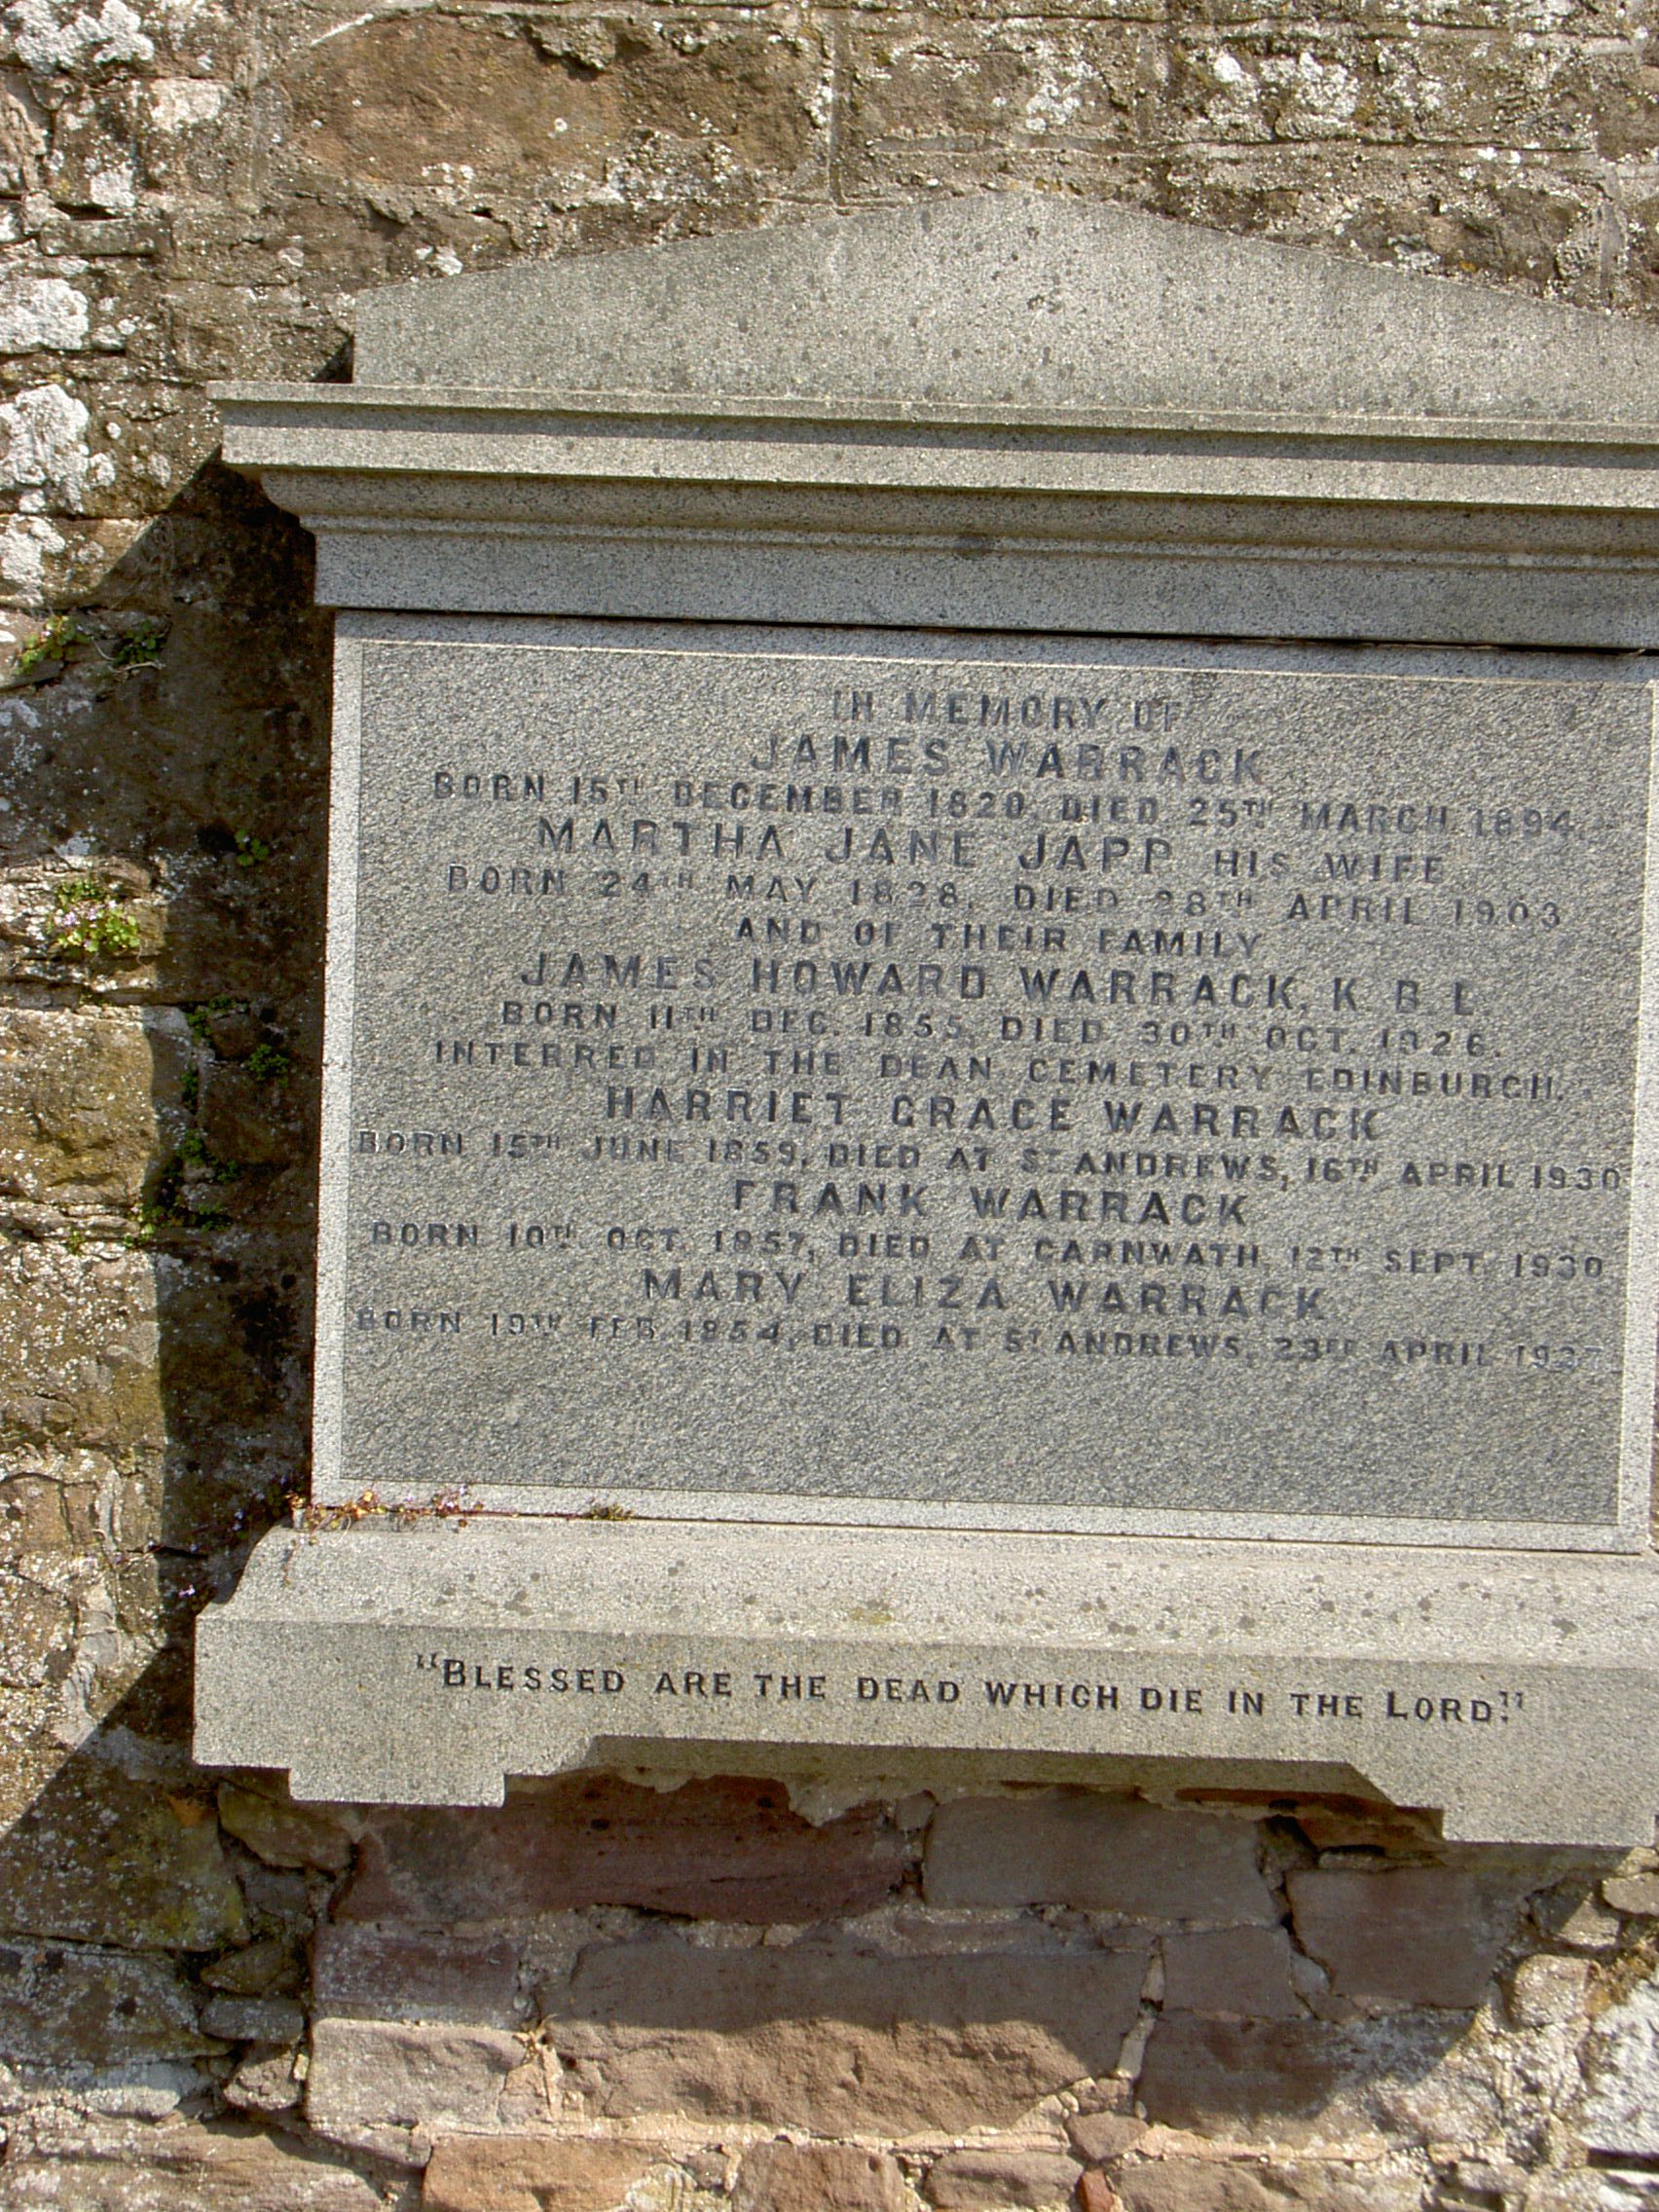 IN MEMORY OF
JAMES WARRACK
BORN 15TH DECEMBER 1820, DIED 25TH MARCH 1894.
MARTHA JANE JAPP HIS WIFE
BORN 24TH MAY 1828, DIED 28TH APRIL 1903
AND OF THEIR FAMILY
JAMES HOWARD WARRACK, K. B. E.
BORN 11TH DEC. 1855, DIED 30TH OCT. 1926.
INTERRED IN THE DEAN CEMETERY EDINBURGH.
HARRIET GRACE WARRACK
BORN 15TH JUNE 1859, DIED AT ST ANDREWS, 16TH APRIL 1930
FRANK WARRACK
BORN 10TH OCT. 1857, DIED AT CARNWATH, 12TH SEPT. 1930
MARY ELIZA WARRACK
BORN 19TH FEB. 1854, DIED AT ST ANDREWS, 23RD APRIL
"BLESSED ARE THE DEAD WHICH DIE IN THE LORD."